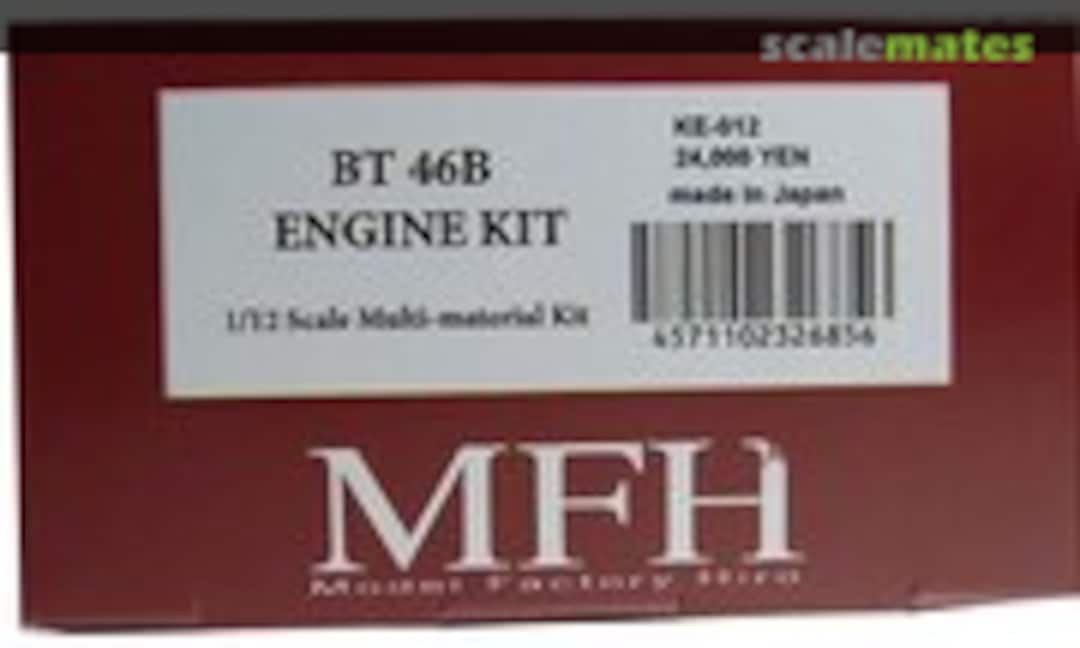 scalemates
BT 46B
ENGINE KIT
1/12 Scale Multi-material Kit
KE-012
24,000 YEN
made in Japan
4571102326856
MFH
Model Factory Hiro